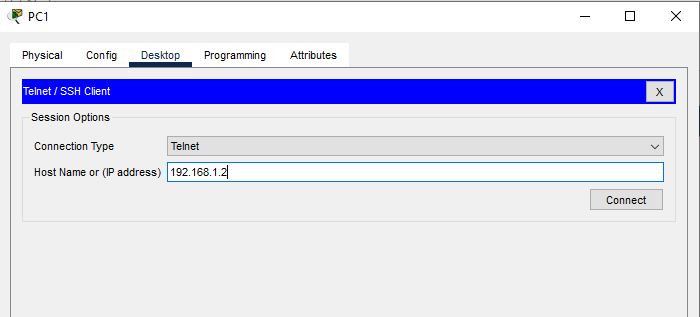 PC1
Physical Config Desktop Programming Attributes
Telnet / SSH Client X
Session Options
Connection Type Telnet
Host Name or (IP address) 192.168.1.2
Connect